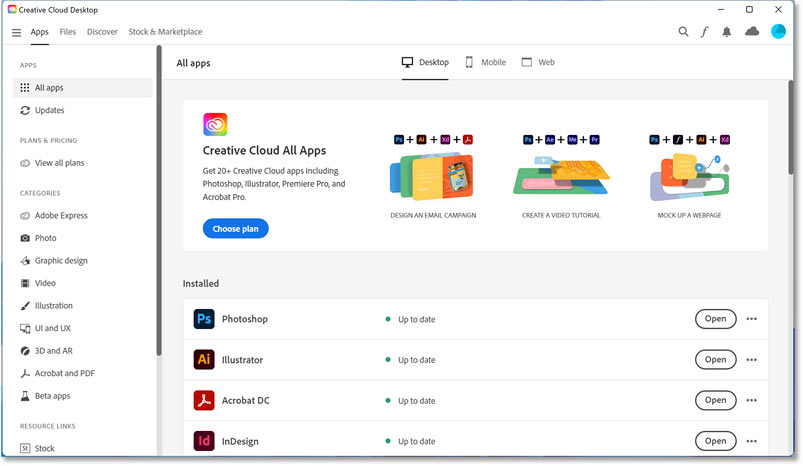 Creative Cloud Desktop
Apps Files Discover Stock & Marketplace
APPS
All apps
Updates
PLANS & PRICING
View all plans
CATEGORIES
Adobe Express
Photo
Graphic design
Video
Illustration
UI and UX
3D and AR
Acrobat and PDF
Beta apps
RESOURCE LINKS
St Stock
All apps
Desktop Mobile Web
Creative Cloud All Apps
Get 20+ Creative Cloud apps including
Photoshop, Illustrator, Premiere Pro, and
Acrobat Pro.
Choose plan
Ps + Ai + Xd +
DESIGN AN EMAIL CAMPAIGN
Ps + Ae + Me + Pr
CREATE A VIDEO TUTORIAL
Ps + f + Ai + Xd
MOCK UP A WEBPAGE
Installed
Ps Photoshop Up to date Open
Ai Illustrator Up to date Open
Acrobat DC Up to date Open
Id InDesign Up to date Open